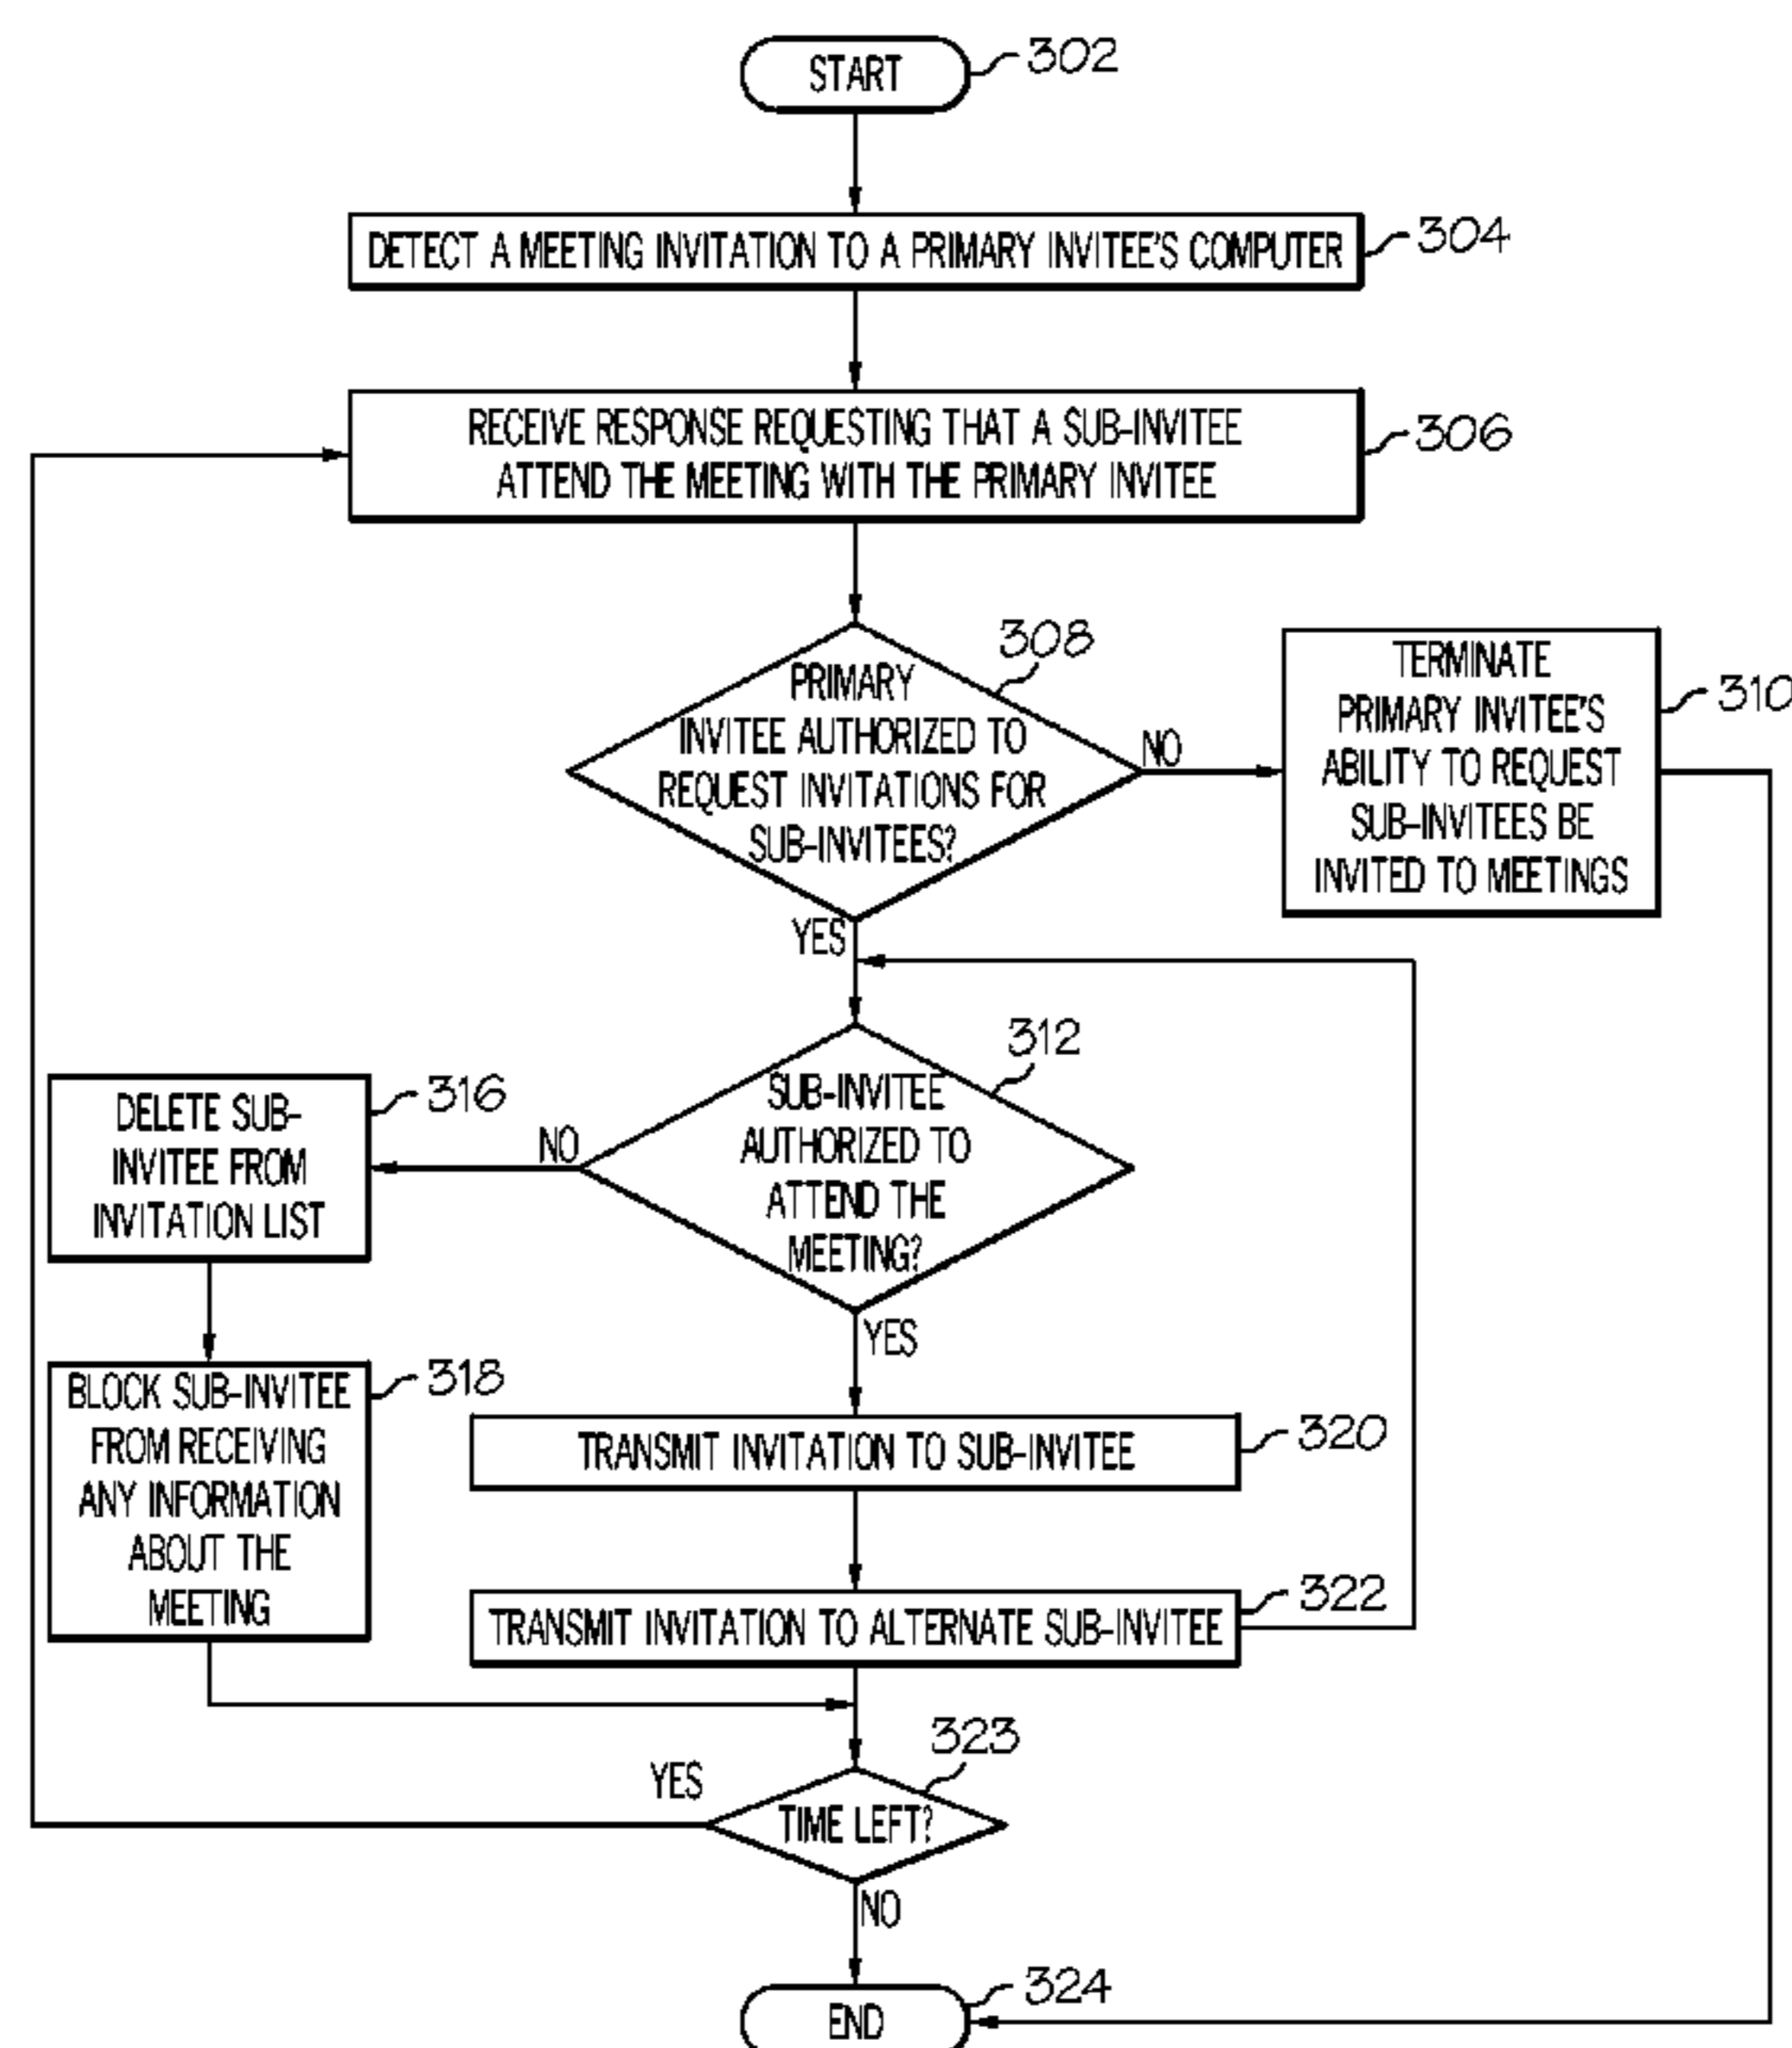 START
302
DETECT A MEETING INVITATION TO A PRIMARY INVITEE'S COMPUTER
304
RECEIVE RESPONSE REQUESTING THAT A SUB-INVITEE
ATTEND THE MEETING WITH THE PRIMARY INVITEE
306
308
PRIMARY
INVITEE AUTHORIZED TO
REQUEST INVITATIONS FOR
SUB-INVITEES?
NO
TERMINATE
PRIMARY INVITEE'S
ABILITY TO REQUEST
SUB-INVITEES BE
INVITED TO MEETINGS
310
YES
312
SUB-INVITEE
AUTHORIZED TO
ATTEND THE
MEETING?
NO
DELETE SUB-
INVITEE FROM
INVITATION LIST
316
YES
BLOCK SUB-INVITEE
FROM RECEIVING
ANY INFORMATION
ABOUT THE
MEETING
318
TRANSMIT INVITATION TO SUB-INVITEE
320
TRANSMIT INVITATION TO ALTERNATE SUB-INVITEE
322
323
YES
TIME LEFT?
NO
END
324